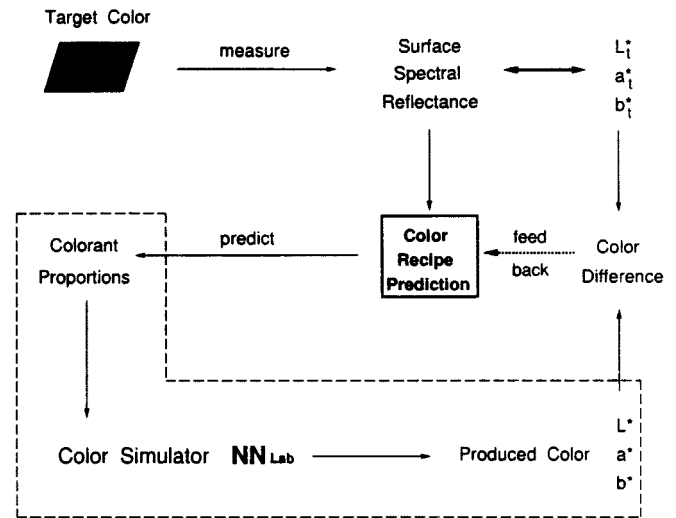 Target Color
measure
Surface
Spectral
Reflectance
L*t
a*t
b*t
Colorant
Proportions
predict
Color
Recipe
Prediction
feed
back
Color
Difference
Color Simulator NN Lab
Produced Color
L*
a*
b*